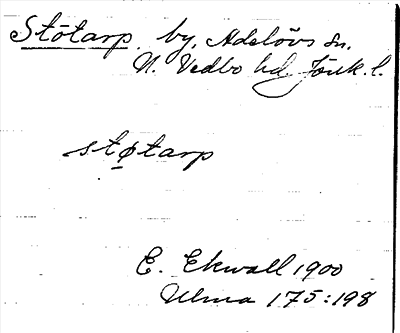 Stötarp. by, Adelövs sn.
N. Vedbo hd. Jönk. l.
støtarp
E. Ekwall 1900
Ulma 175:198